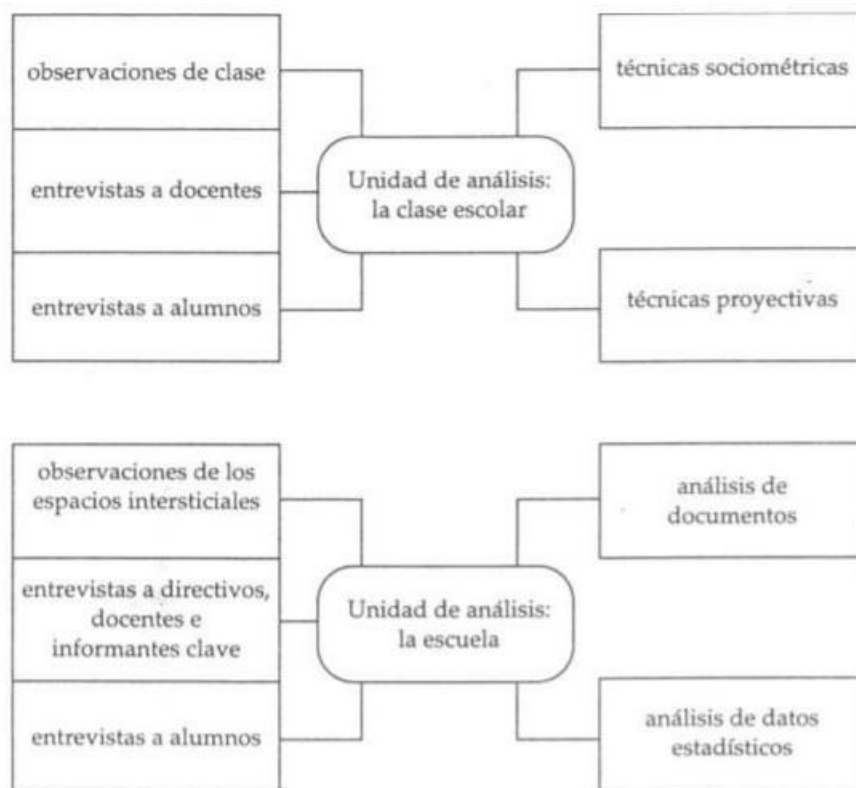 observaciones de clase
entrevistas a docentes
entrevistas a alumnos
Unidad de análisis:
la clase escolar
técnicas sociométricas
técnicas proyectivas
observaciones de los
espacios intersticiales
entrevistas a directivos,
docentes e
informantes clave
entrevistas a alumnos
Unidad de análisis:
la escuela
análisis de
documentos
análisis de datos
estadísticos